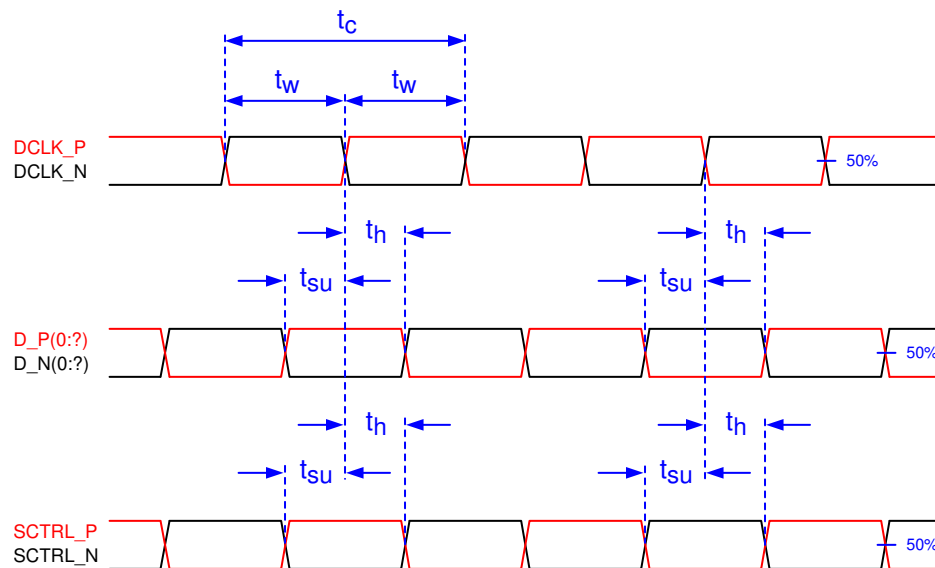 tc
tw tw
DCLK_P
DCLK_N
50%
th th
tsu tsu
D_P(0:?)
D_N(0:?)
50%
th th
tsu tsu
SCTRL_P
SCTRL_N
50%